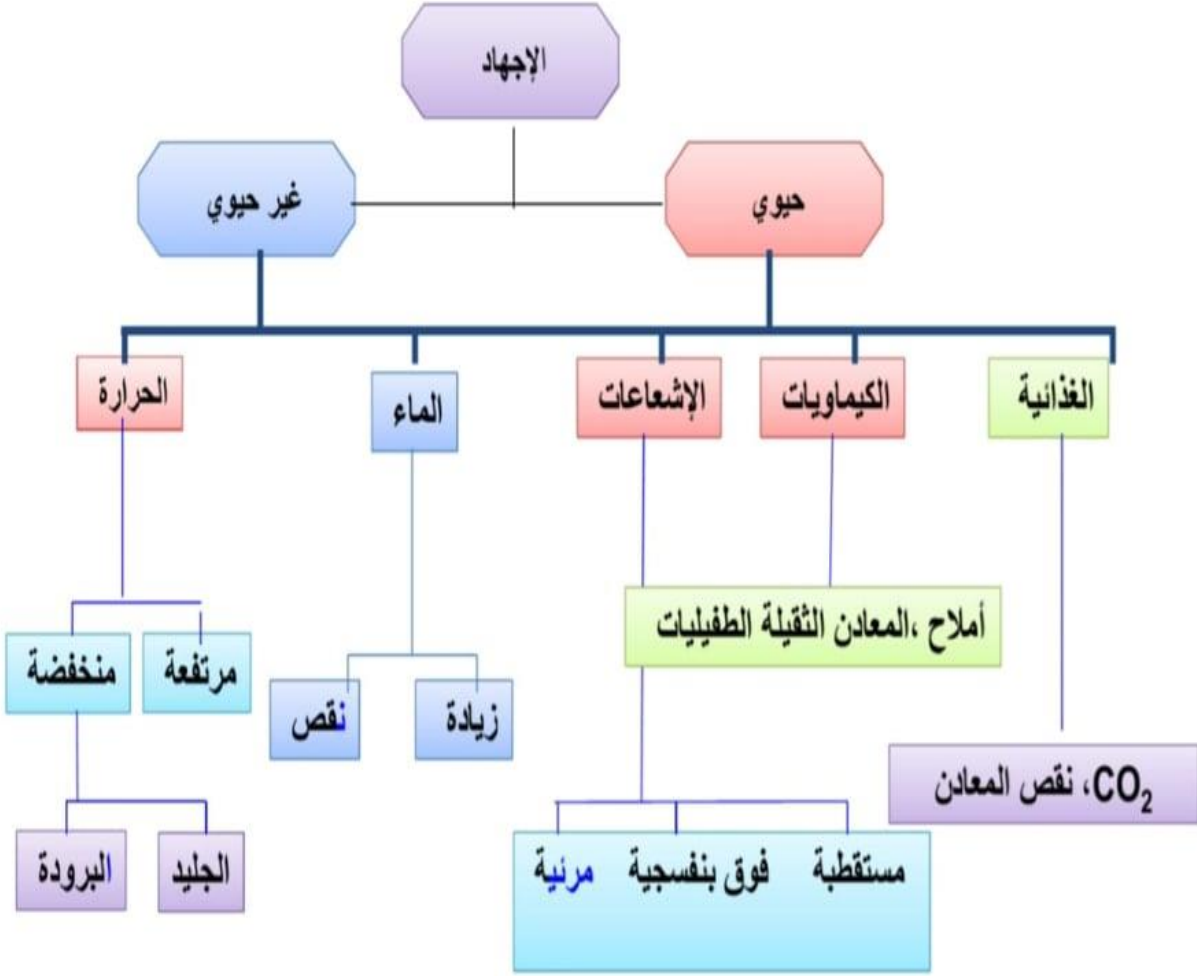 الإجهاد
حيوي
غير حيوي
الغذائية
الكيماويات
الإشعاعات
الماء
الحرارة
أملاح ،المعادن الثقيلة الطفيليات
مرتفعة
منخفضة
زيادة
نقص
CO₂، نقص المعادن
مستقطبة فوق بنفسجية مرئية
الجليد
البرودة